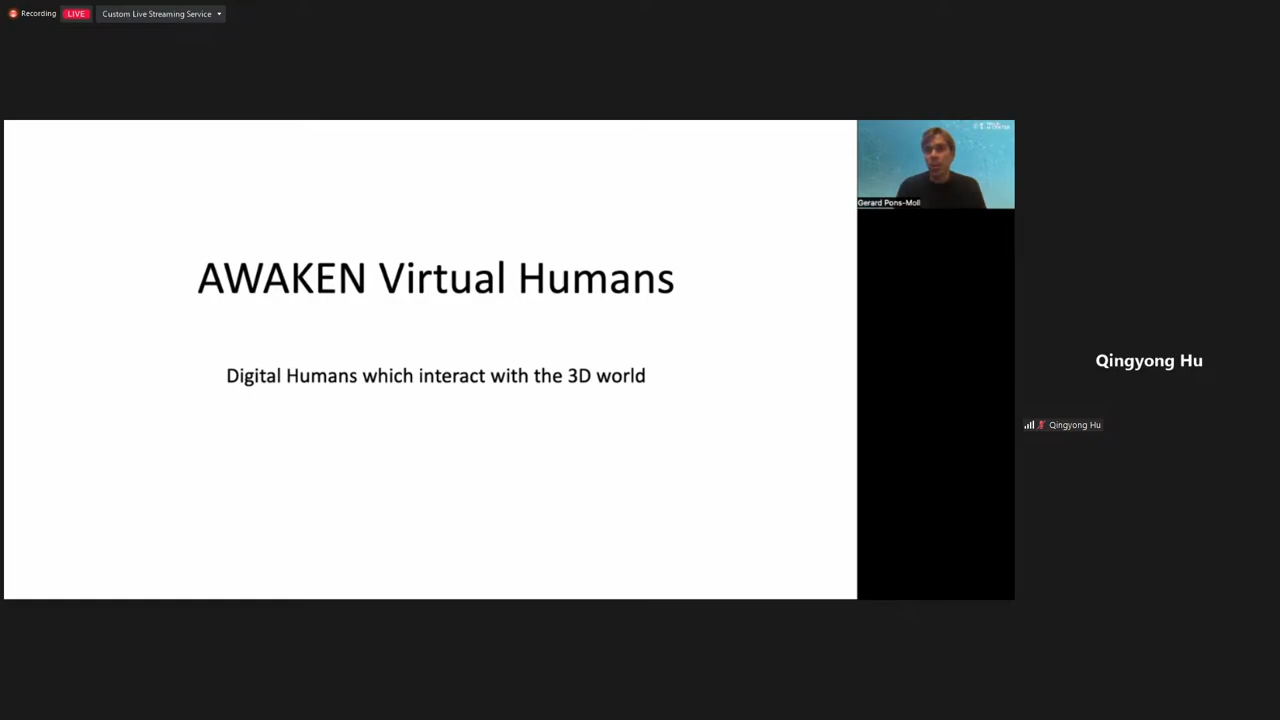 Recording
LIVE
Custom Live Streaming Service
AWAKEN Virtual Humans
Digital Humans which interact with the 3D world
Gerard Pons-Moll
Qingyong Hu
Qingyong Hu